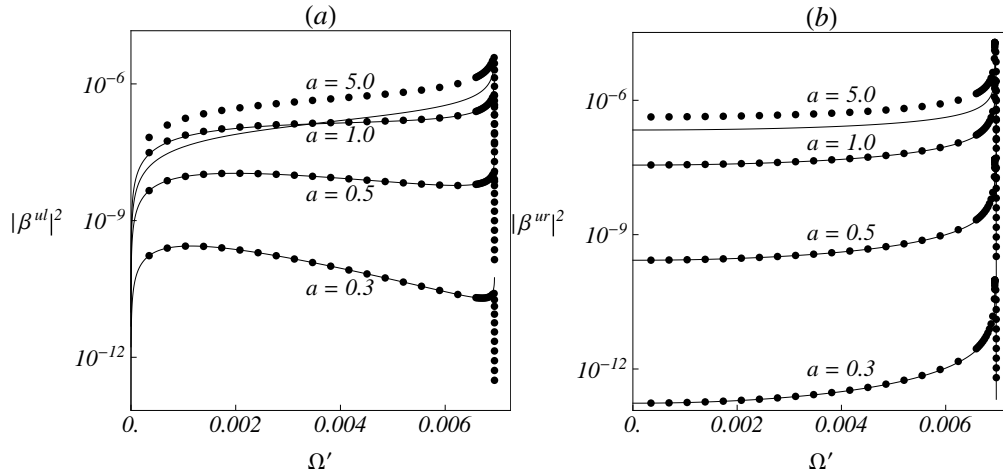 (a)
10^-6
10^-9
10^-12
|β^ul|^2
a = 5.0
a = 1.0
a = 0.5
a = 0.3
0.
0.002
0.004
0.006
Ω′
(b)
10^-6
10^-9
10^-12
|β^ur|^2
a = 5.0
a = 1.0
a = 0.5
a = 0.3
0.
0.002
0.004
0.006
Ω′